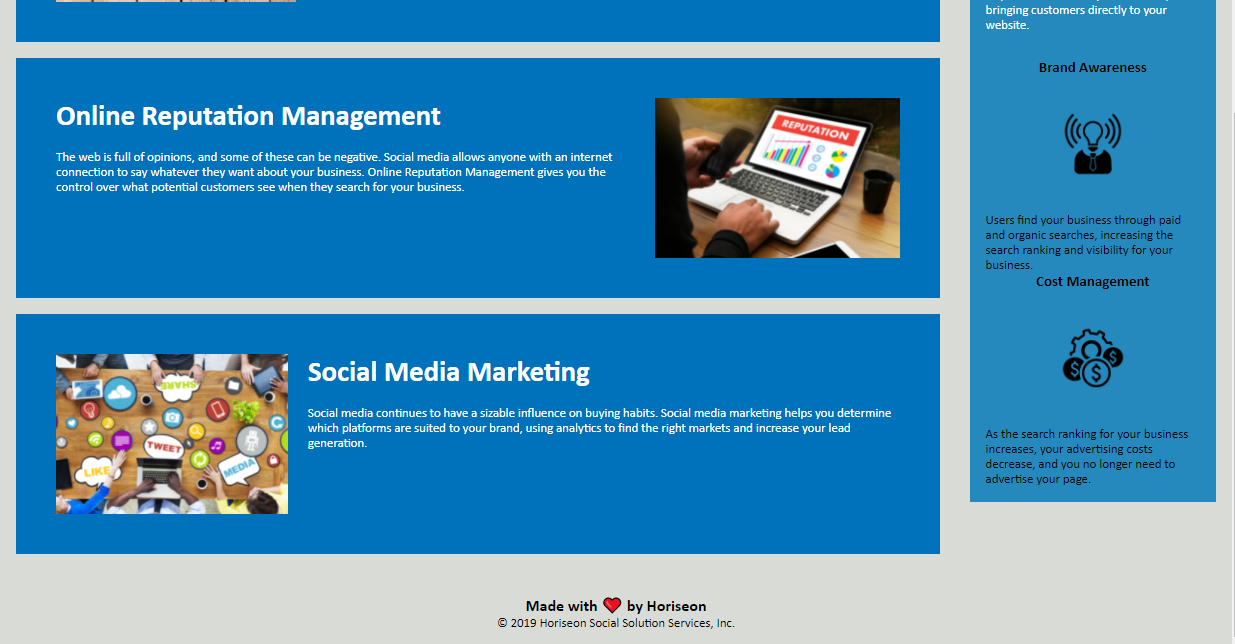 Online Reputation Management
The web is full of opinions, and some of these can be negative. Social media allows anyone with an internet
connection to say whatever they want about your business. Online Reputation Management gives you the
control over what potential customers see when they search for your business.
REPUTATION
SHARE
TWEET
LIKE
MEDIA
Social Media Marketing
Social media continues to have a sizable influence on buying habits. Social media marketing helps you determine
which platforms are suited to your brand, using analytics to find the right markets and increase your lead
generation.
bringing customers directly to your
website.
Brand Awareness
Users find your business through paid
and organic searches, increasing the
search ranking and visibility for your
business.
Cost Management
$
$
$
As the search ranking for your business
increases, your advertising costs
decrease, and you no longer need to
advertise your page.
Made with ❤️ by Horiseon
© 2019 Horiseon Social Solution Services, Inc.